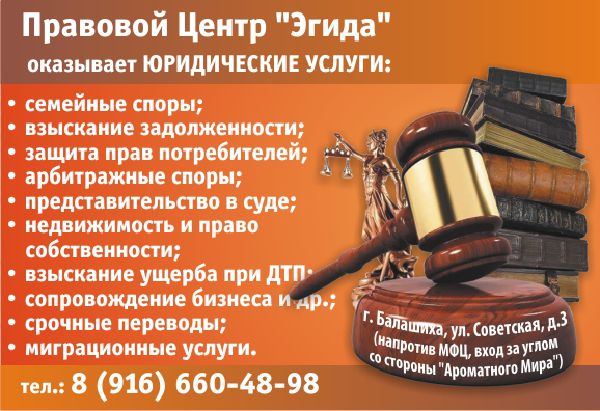 Правовой Центр "Эгида"
оказывает ЮРИДИЧЕСКИЕ УСЛУГИ:
• семейные споры;
• взыскание задолженности;
• защита прав потребителей;
• арбитражные споры;
• представительство в суде;
• недвижимость и право
собственности;
• взыскание ущерба при ДТП;
• сопровождение бизнеса и др.;
• срочные переводы;
• миграционные услуги.
г. Балашиха, ул. Советская, д.3
(напротив МФЦ, вход за углом
со стороны "Ароматного Мира")
тел.: 8 (916) 660-48-98